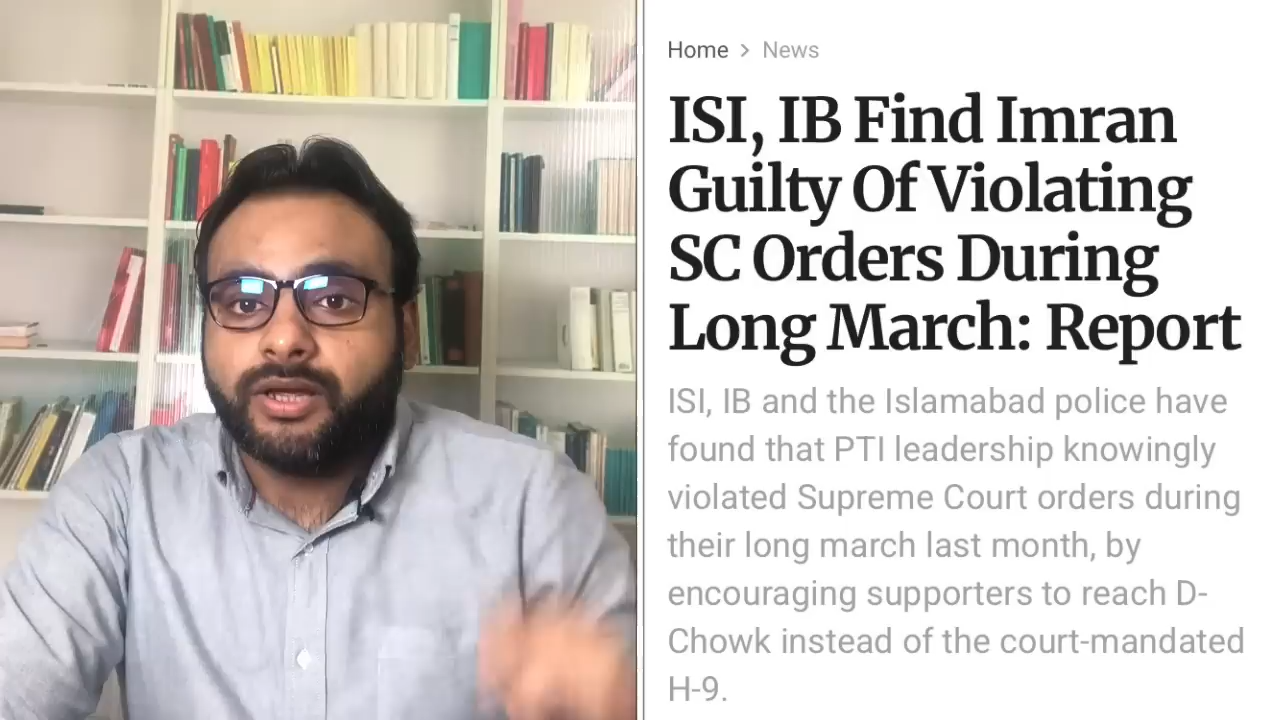 Home > News
ISI, IB Find Imran
Guilty Of Violating
SC Orders During
Long March: Report
ISI, IB and the Islamabad police have
found that PTI leadership knowingly
violated Supreme Court orders during
their long march last month, by
encouraging supporters to reach D-
Chowk instead of the court-mandated
H-9.